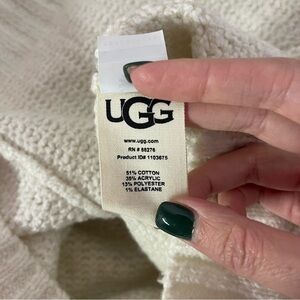 UGG
www.ugg.com
RN # 88276
Product ID# 1103675
51% COTTON
35% ACRYLIC
13% POLYESTER
1% ELASTANE